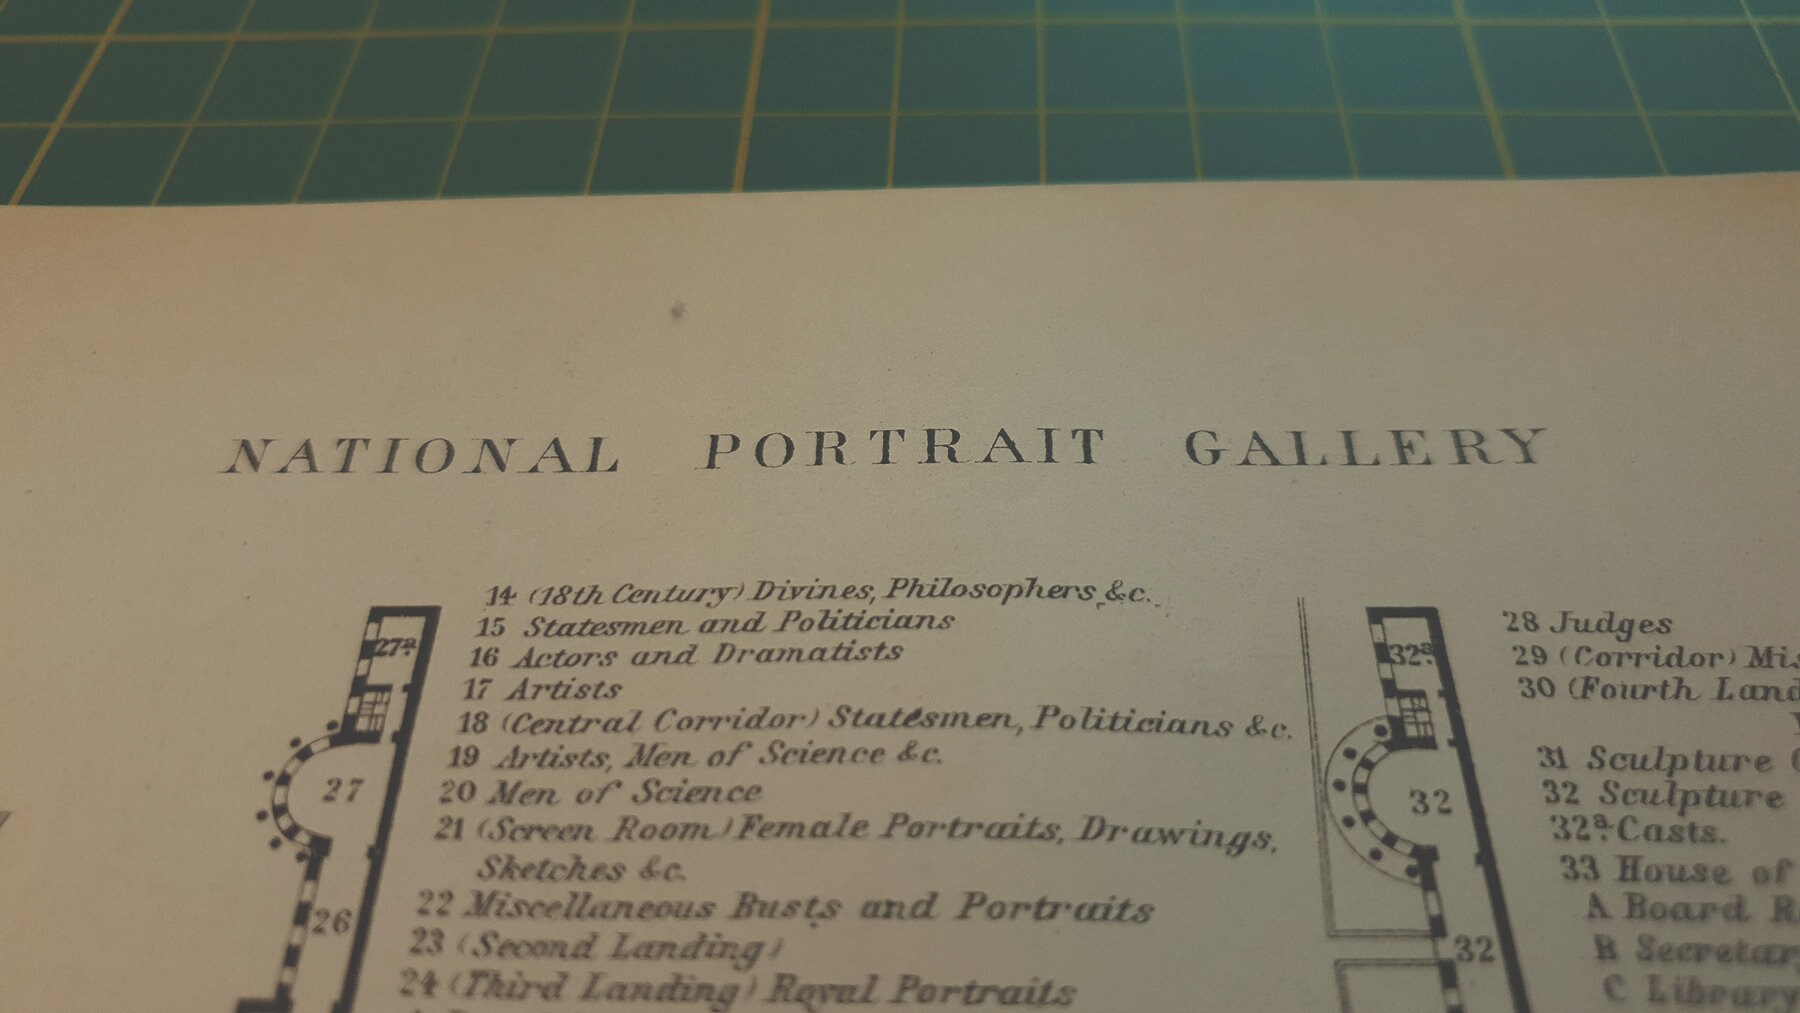 NATIONAL PORTRAIT GALLERY
14 (18th Century) Divines, Philosophers, &c.
15 Statesmen and Politicians
16 Actors and Dramatists
17 Artists
18 (Central Corridor) Statesmen, Politicians &c.
19 Artists, Men of Science &c.
20 Men of Science
21 (Screen Room) Female Portraits, Drawings,
Sketches &c.
22 Miscellaneous Busts and Portraits
23 (Second Landing)
24 (Third Landing) Royal Portraits
27a.
27
26
32a.
32
32
28 Judges
29 (Corridor)
30 (Fourth
31 Sculpture
32 Sculpture
32a. Casts.
33 House of
A Board
B
C Library